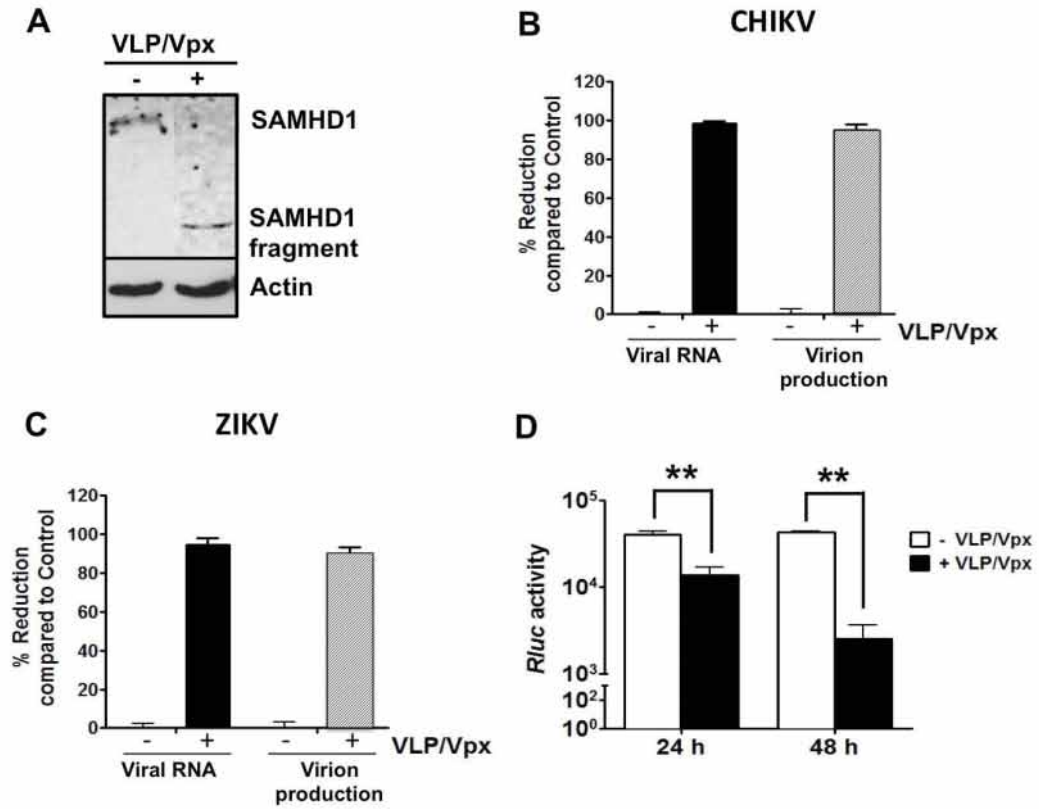 A
VLP/Vpx
- +
SAMHD1
SAMHD1
fragment
Actin
B
CHIKV
% Reduction
compared to Control
120
100
80
60
40
20
0
- + - + VLP/Vpx
Viral RNA Virion
production
C
ZIKV
% Reduction
compared to Control
120
100
80
60
40
20
0
- + - + VLP/Vpx
Viral RNA Virion
production
D
** **
Rluc activity
10⁵
10⁴
10³
10²
10¹
10⁰
24 h 48 h
- VLP/Vpx
+ VLP/Vpx